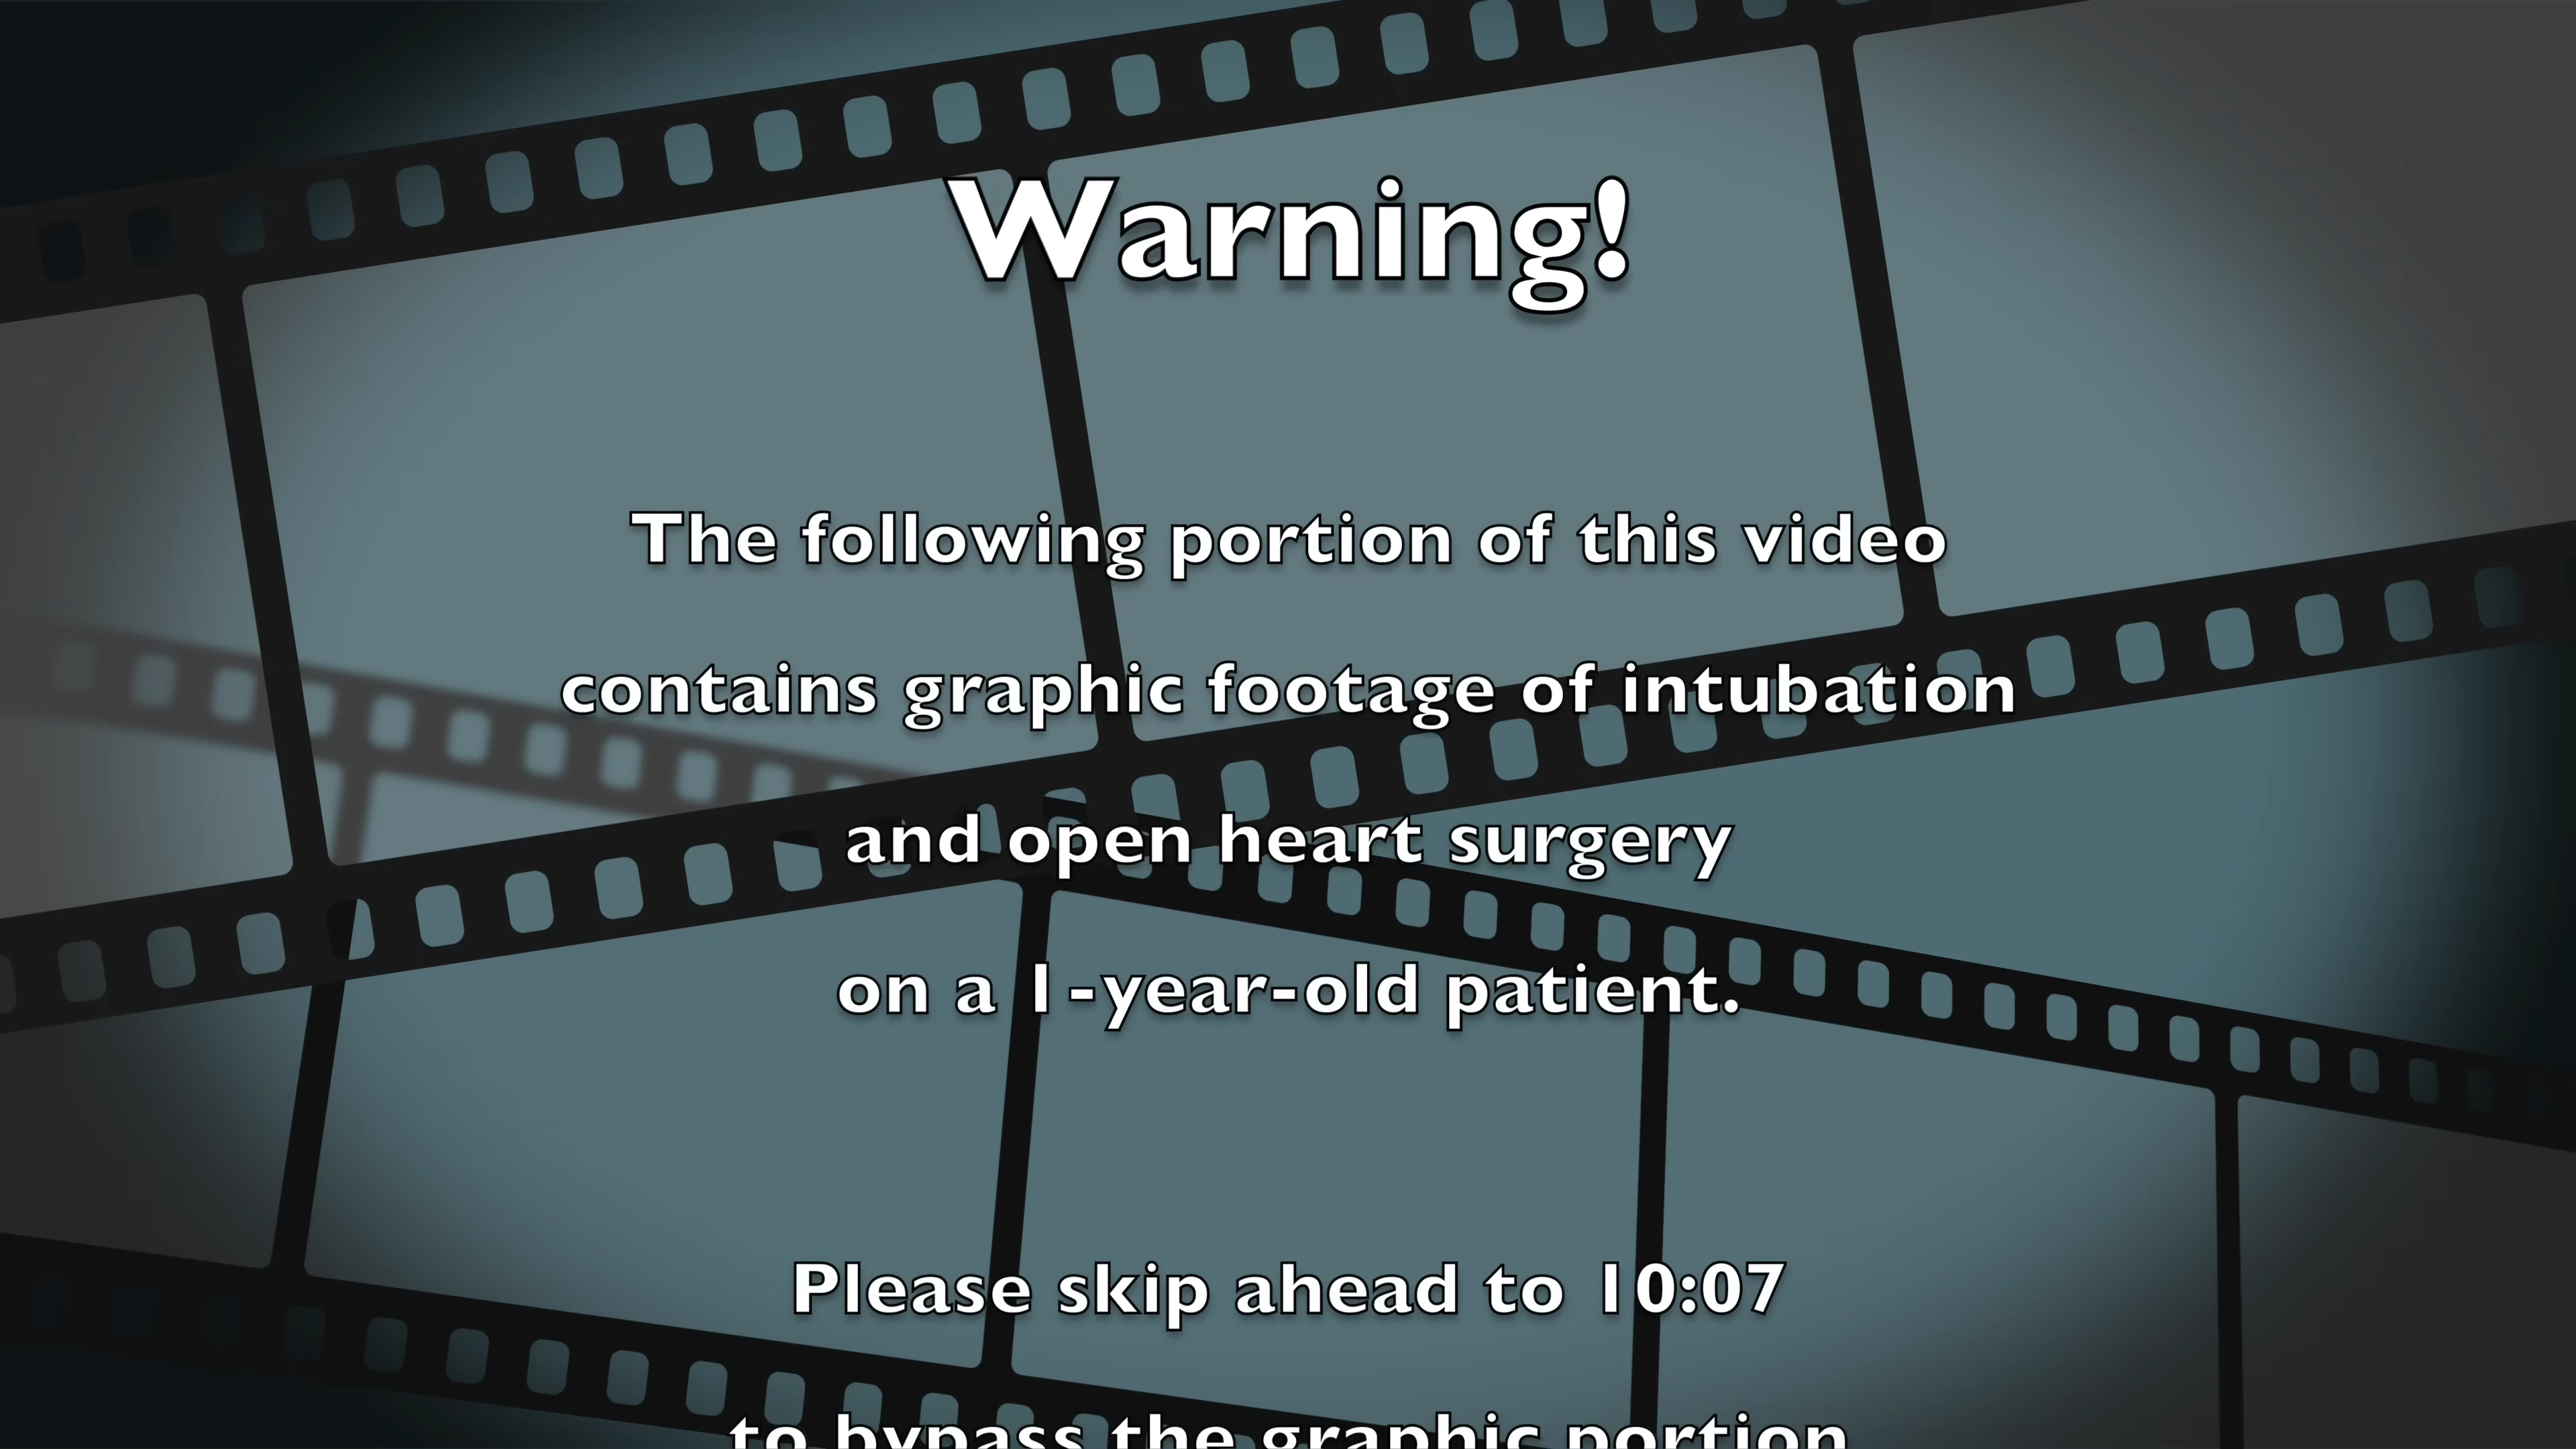 Warning!
The following portion of this video
contains graphic footage of intubation
and open heart surgery
on a 1-year-old patient.
Please skip ahead to 10:07
to bypass the graphic portion